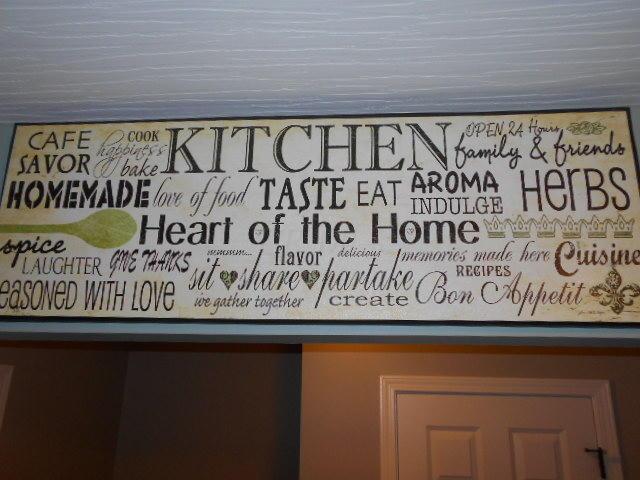 CAFE COOK KITCHEN OPEN 24 Hours
SAVOR happiness bake family & friends
HOMEMADE love of food TASTE EAT AROMA HERBS
INDULGE
Heart of the Home
spice mmmm... flavor delicious memories made here Cuisine
LAUGHTER GIVE THANKS sit share partake RECIPES
EASONED WITH LOVE we gather together create Bon Appetit